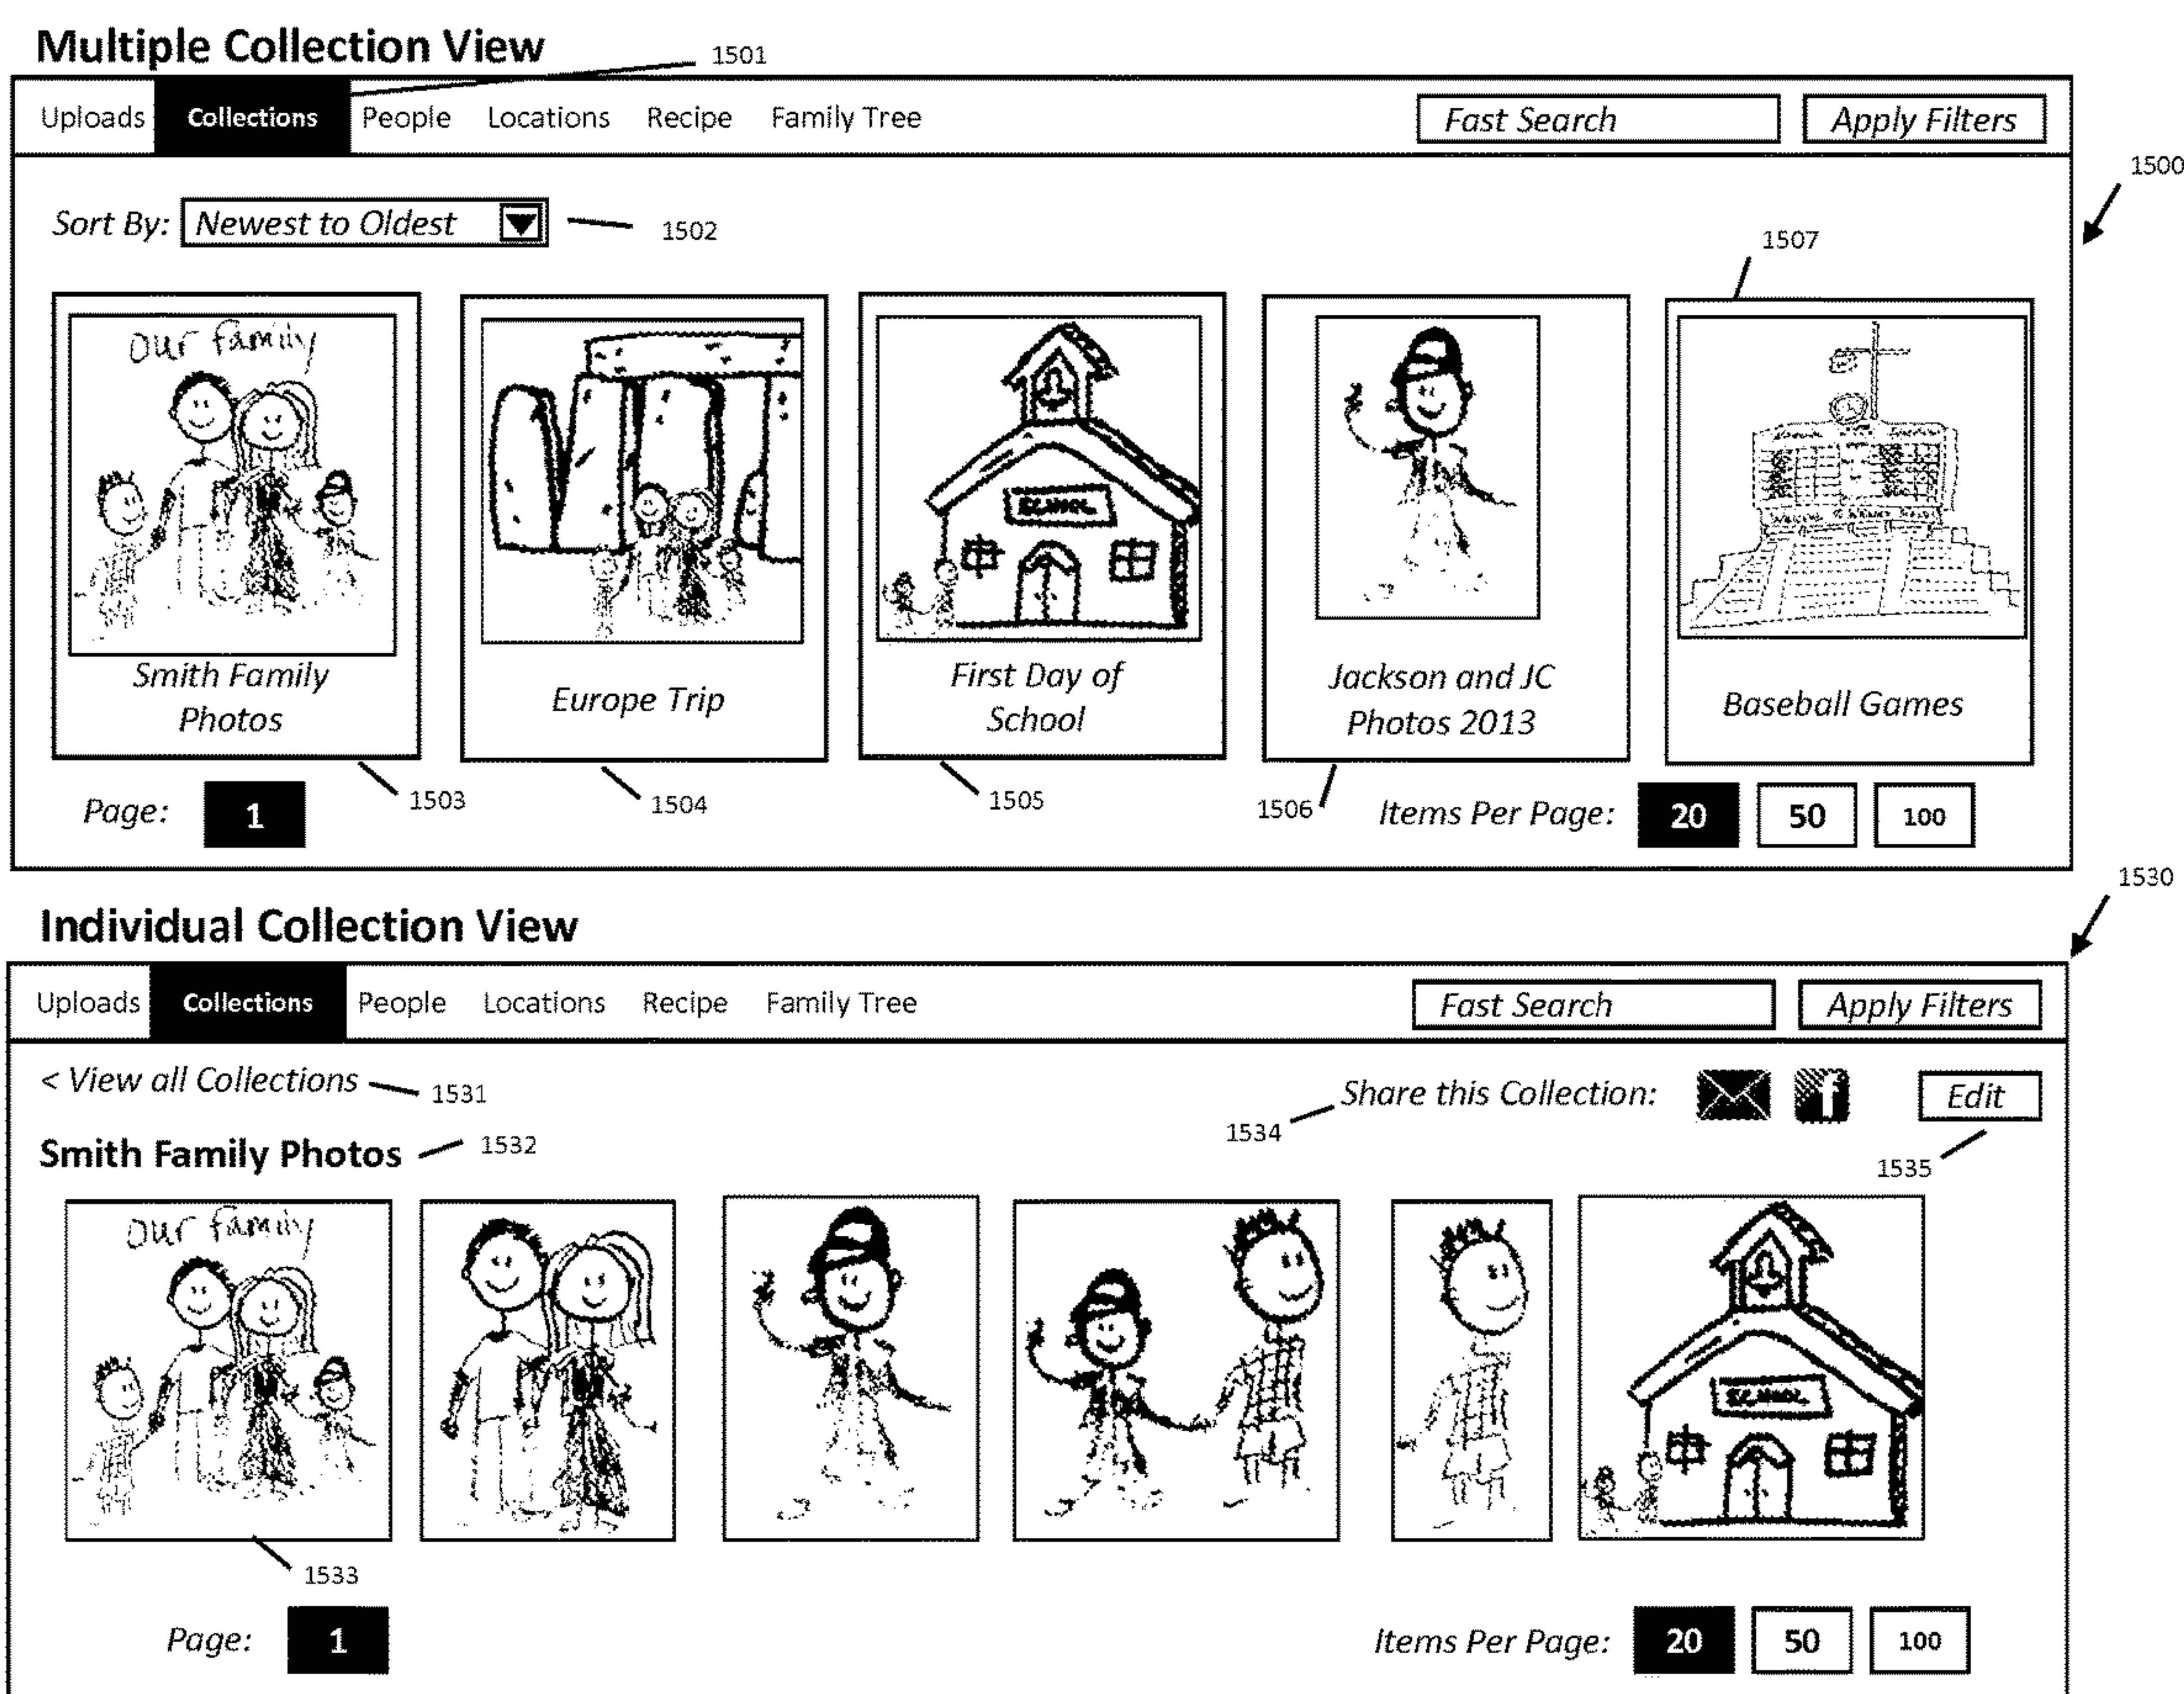 Multiple Collection View
1501
Uploads Collections People Locations Recipe Family Tree Fast Search Apply Filters
1500
Sort By: Newest to Oldest
1502
1507
our family
Smith Family
Photos
Europe Trip
SCHOOL
First Day of
School
Jackson and JC
Photos 2013
Baseball Games
1503
1504
1505
1506
Page: 1
Items Per Page: 20 50 100
1530
Individual Collection View
Uploads Collections People Locations Recipe Family Tree Fast Search Apply Filters
< View all Collections
1531
Share this Collection: f Edit
1534
1535
Smith Family Photos
1532
our family
SCHOOL
1533
Page: 1
Items Per Page: 20 50 100